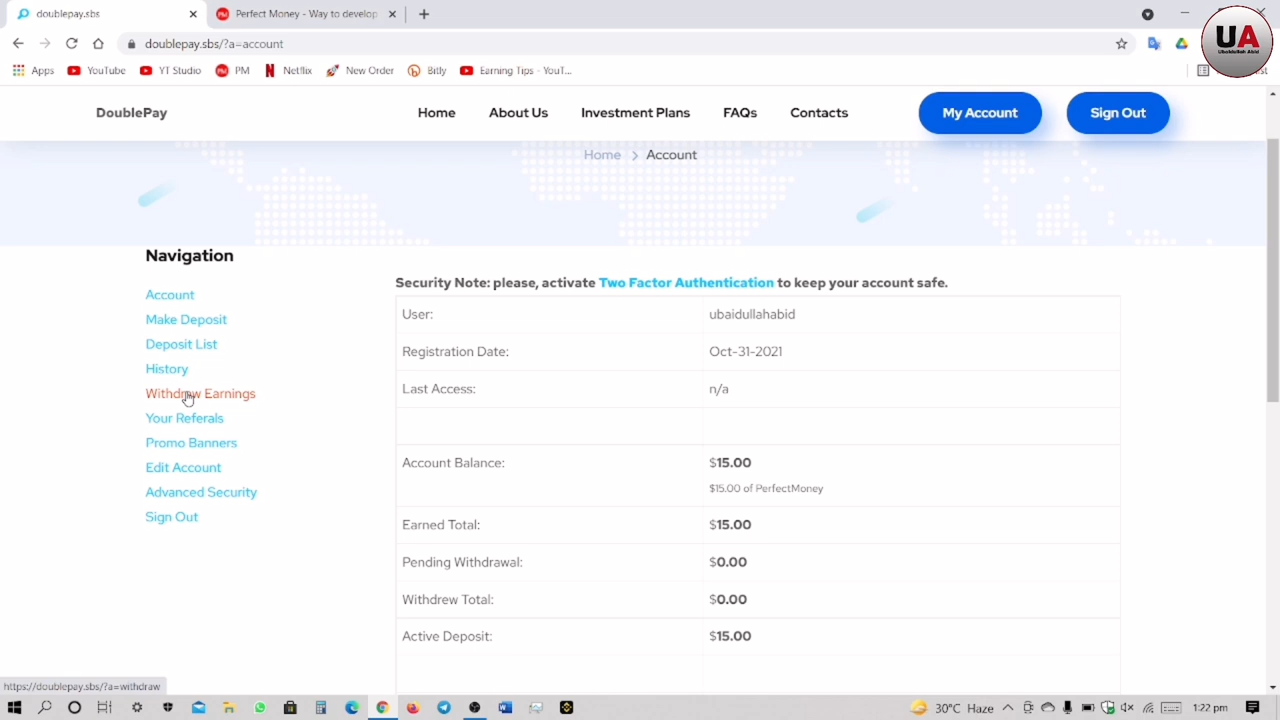 doublepay.sbs
Perfect Money - Way to develop
doublepay.sbs/?a=account
Apps YouTube YT Studio PM Netflix New Order Bitly Earning Tips - YouT...
UA
Ubaidullah Abid
DoublePay Home About Us Investment Plans FAQs Contacts My Account Sign Out
Home > Account
Navigation
Account
Make Deposit
Deposit List
History
Withdraw Earnings
Your Referals
Promo Banners
Edit Account
Advanced Security
Sign Out
Security Note: please, activate Two Factor Authentication to keep your account safe.
User: ubaidullahabid
Registration Date: Oct-31-2021
Last Access: n/a
Account Balance: $15.00
$15.00 of PerfectMoney
Earned Total: $15.00
Pending Withdrawal: $0.00
Withdrew Total: $0.00
Active Deposit: $15.00
https://doublepay.sbs/?a=withdraw
30°C Haze 1:22 pm